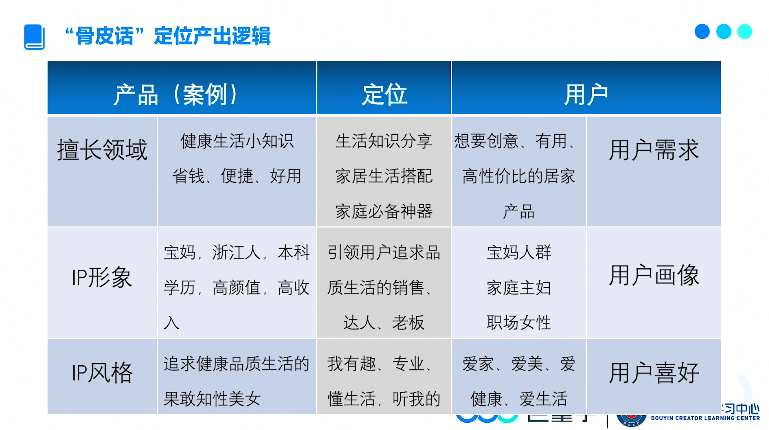 “骨皮话”定位产出逻辑
产品（案例）
定位
用户
擅长领域
健康生活小知识
省钱、便捷、好用
生活知识分享
家居生活搭配
家庭必备神器
想要创意、有用、
高性价比的居家
产品
用户需求
IP形象
宝妈，浙江人，本科
学历，高颜值，高收
入
引领用户追求品
质生活的销售、
达人、老板
宝妈人群
家庭主妇
职场女性
用户画像
IP风格
追求健康品质生活的
果敢知性美女
我有趣、专业、
懂生活，听我的
爱家、爱美、爱
健康、爱生活
用户喜好
习中心
DOUYIN CREATOR LEARNING CENTER